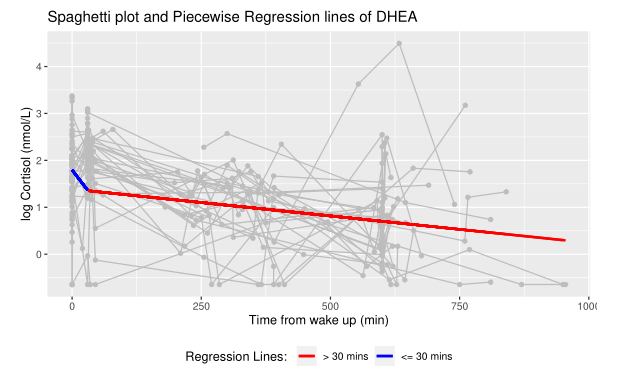 Spaghetti plot and Piecewise Regression lines of DHEA
log Cortisol (nmol/L)
4
3
2
1
0
0 250 500 750 1000
Time from wake up (min)
Regression Lines: > 30 mins <= 30 mins